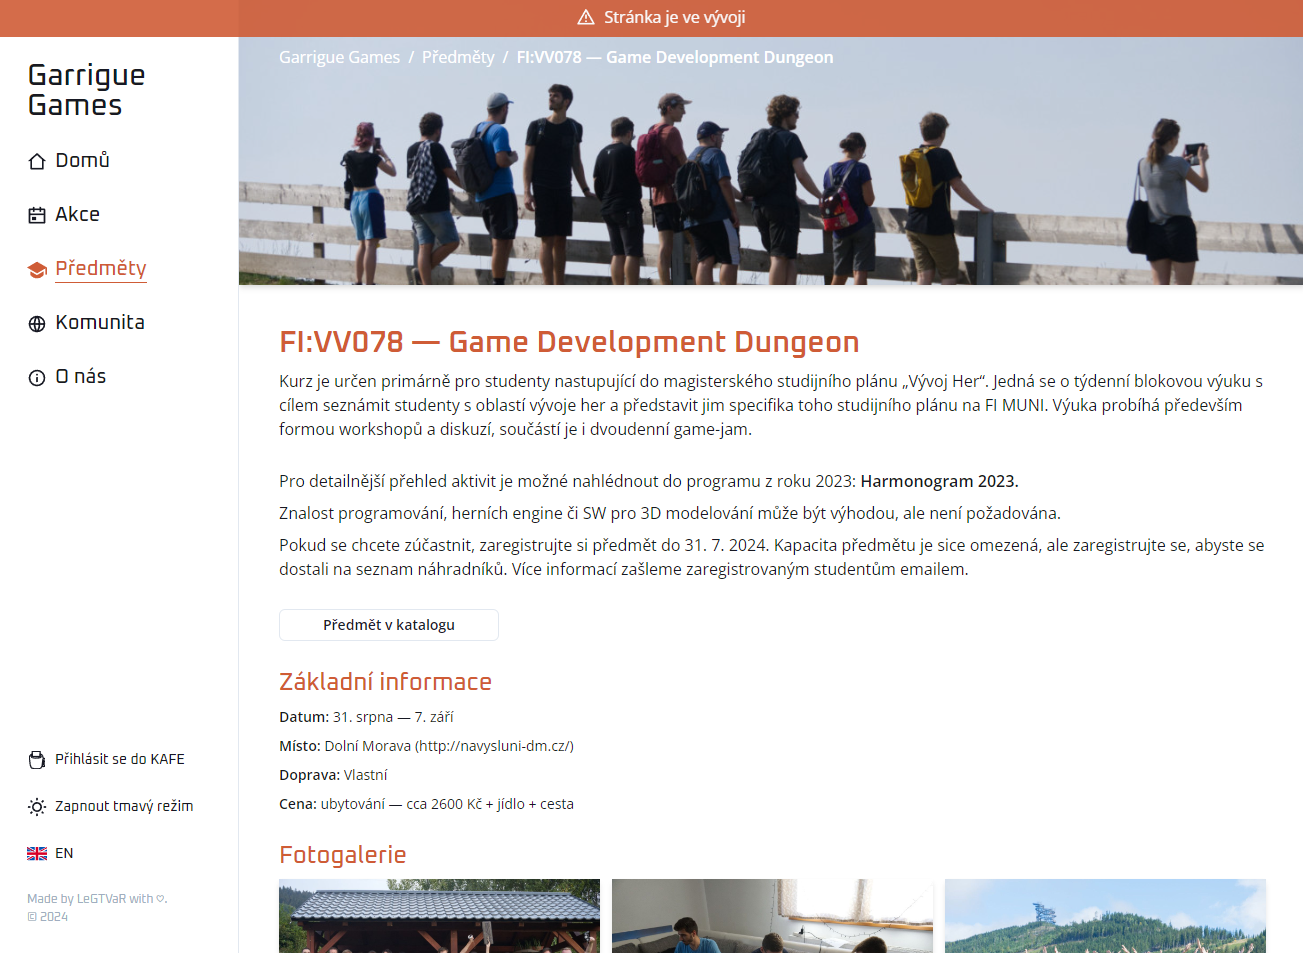 Stránka je ve vývoji
Garrigue
Games
Domů
Akce
Předměty
Komunita
O nás
Přihlásit se do KAFE
Zapnout tmavý režim
EN
Made by LeGTVaR with ♡.
© 2024
Garrigue Games / Předměty / FI:VV078 — Game Development Dungeon
FI:VV078 — Game Development Dungeon
Kurz je určen primárně pro studenty nastupující do magisterského studijního plánu „Vývoj Her“. Jedná se o týdenní blokovou výuku s
cílem seznámit studenty s oblastí vývoje her a představit jim specifika toho studijního plánu na FI MUNI. Výuka probíhá především
formou workshopů a diskuzí, součástí je i dvoudenní game-jam.
Pro detailnější přehled aktivit je možné nahlédnout do programu z roku 2023: Harmonogram 2023.
Znalost programování, herních engine či SW pro 3D modelování může být výhodou, ale není požadována.
Pokud se chcete zúčastnit, zaregistrujte si předmět do 31. 7. 2024. Kapacita předmětu je sice omezená, ale zaregistrujte se, abyste se
dostali na seznam náhradníků. Více informací zašleme zaregistrovaným studentům emailem.
Předmět v katalogu
Základní informace
Datum: 31. srpna — 7. září
Místo: Dolní Morava (http://navysluni-dm.cz/)
Doprava: Vlastní
Cena: ubytování — cca 2600 Kč + jídlo + cesta
Fotogalerie